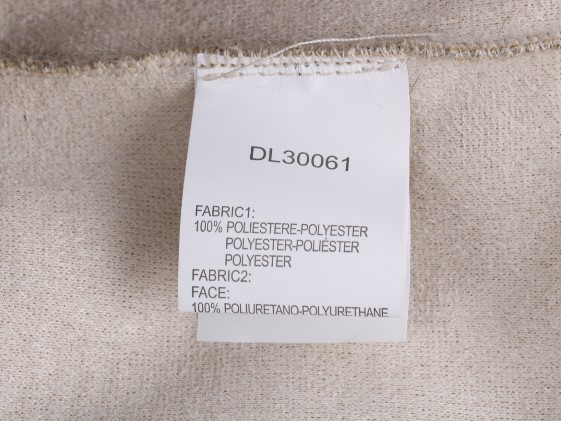 DL30061
FABRIC1:
100% POLIESTERE-POLYESTER
POLYESTER-POLIÉSTER
POLYESTER
FABRIC2:
FACE:
100% POLIURETANO-POLYURETHANE